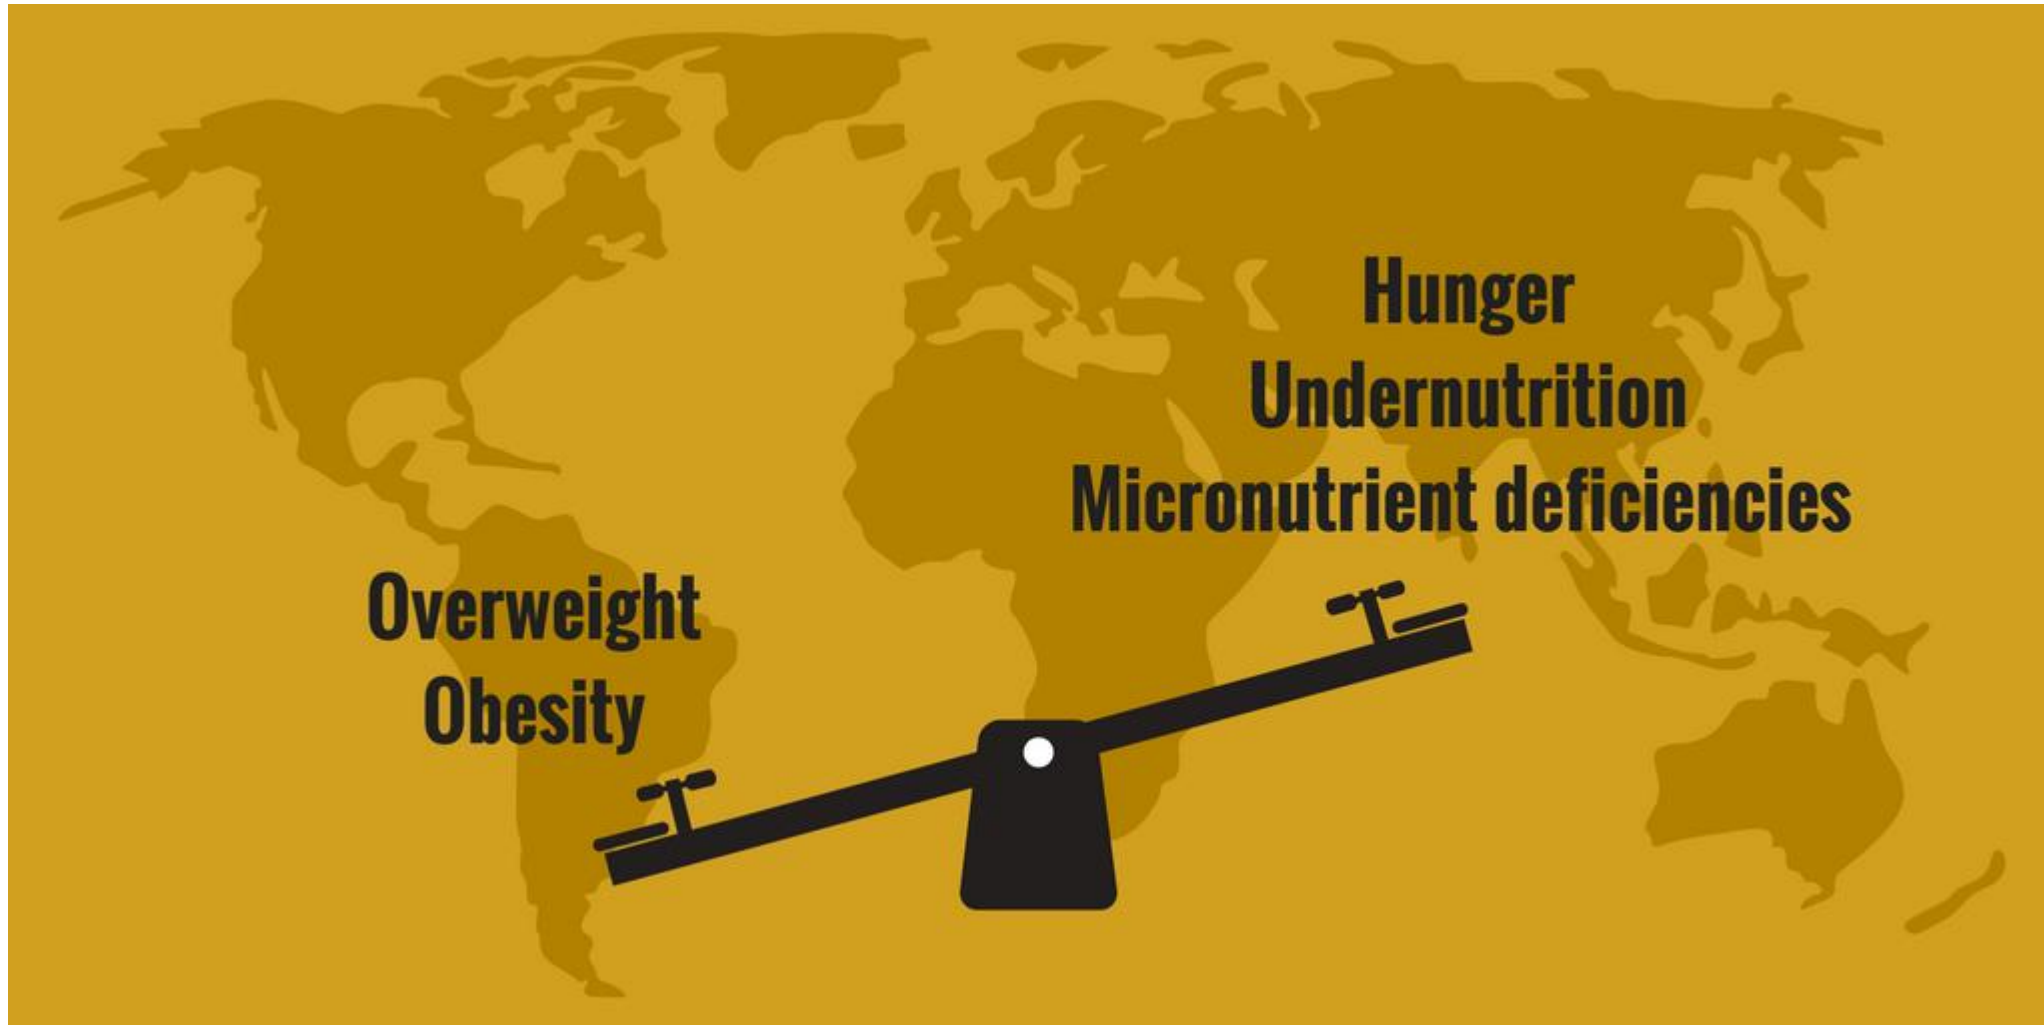 Hunger
Undernutrition
Micronutrient deficiencies
Overweight
Obesity